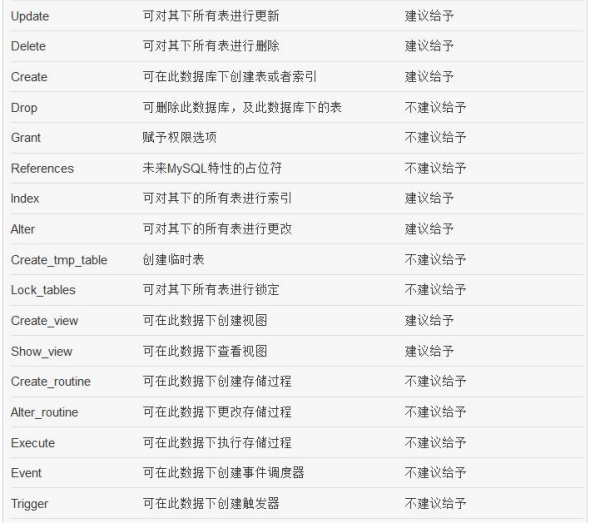 Update 可对其下所有表进行更新 建议给予
Delete 可对其下所有表进行删除 建议给予
Create 可在此数据库下创建表或者索引 建议给予
Drop 可删除此数据库，及此数据库下的表 不建议给予
Grant 赋予权限选项 不建议给予
References 未来MySQL特性的占位符 不建议给予
Index 可对其下的所有表进行索引 建议给予
Alter 可对其下的所有表进行更改 建议给予
Create_tmp_table 创建临时表 不建议给予
Lock_tables 可对其下所有表进行锁定 不建议给予
Create_view 可在此数据下创建视图 建议给予
Show_view 可在此数据下查看视图 建议给予
Create_routine 可在此数据下创建存储过程 不建议给予
Alter_routine 可在此数据下更改存储过程 不建议给予
Execute 可在此数据下执行存储过程 不建议给予
Event 可在此数据下创建事件调度器 不建议给予
Trigger 可在此数据下创建触发器 不建议给予